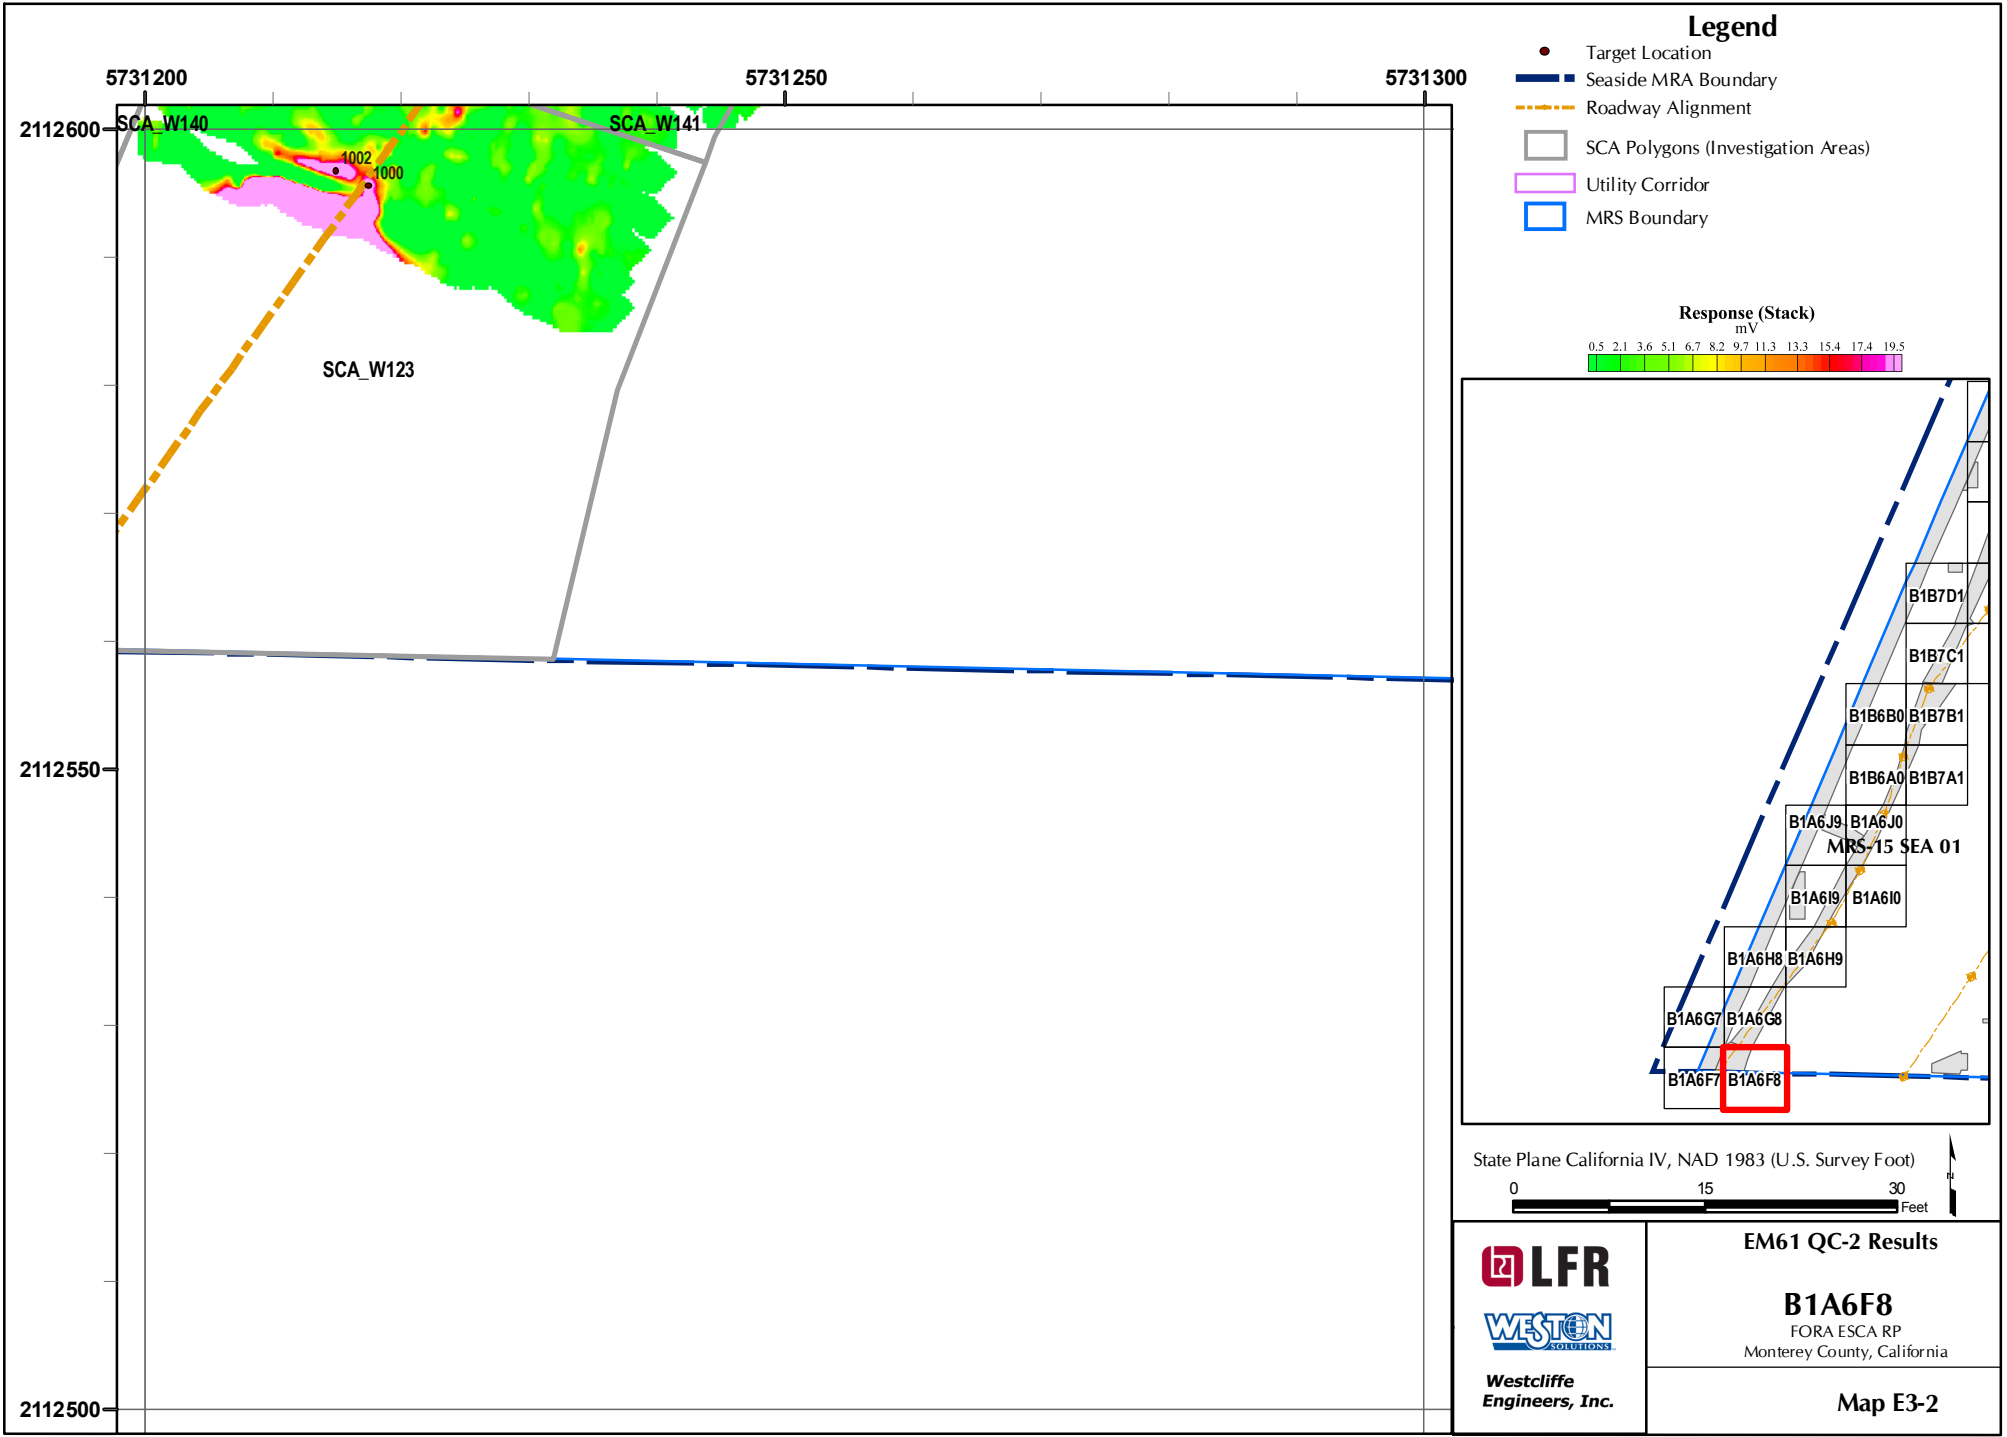 Legend
Target Location
Seaside MRA Boundary
Roadway Alignment
SCA Polygons (Investigation Areas)
Utility Corridor
MRS Boundary
5731200 5731250 5731300
2112600
2112550
2112500
SCA_W140
SCA_W141
1002
1000
SCA_W123
Response (Stack)
mV
0.5 2.1 3.6 5.1 6.7 8.2 9.7 11.3 13.3 15.4 17.4 19.5
B1B7D1
B1B7C1
B1B6B0 B1B7B1
B1B6A0 B1B7A1
B1A6J9 B1A6J0
MRS-15 SEA 01
B1A6I9 B1A6I0
B1A6H8 B1A6H9
B1A6G7 B1A6G8
B1A6F7 B1A6F8
State Plane California IV, NAD 1983 (U.S. Survey Foot)
N
0 15 30
Feet
LFR
WESTON
SOLUTIONS
Westcliffe
Engineers, Inc.
EM61 QC-2 Results
B1A6F8
FORA ESCA RP
Monterey County, California
Map E3-2